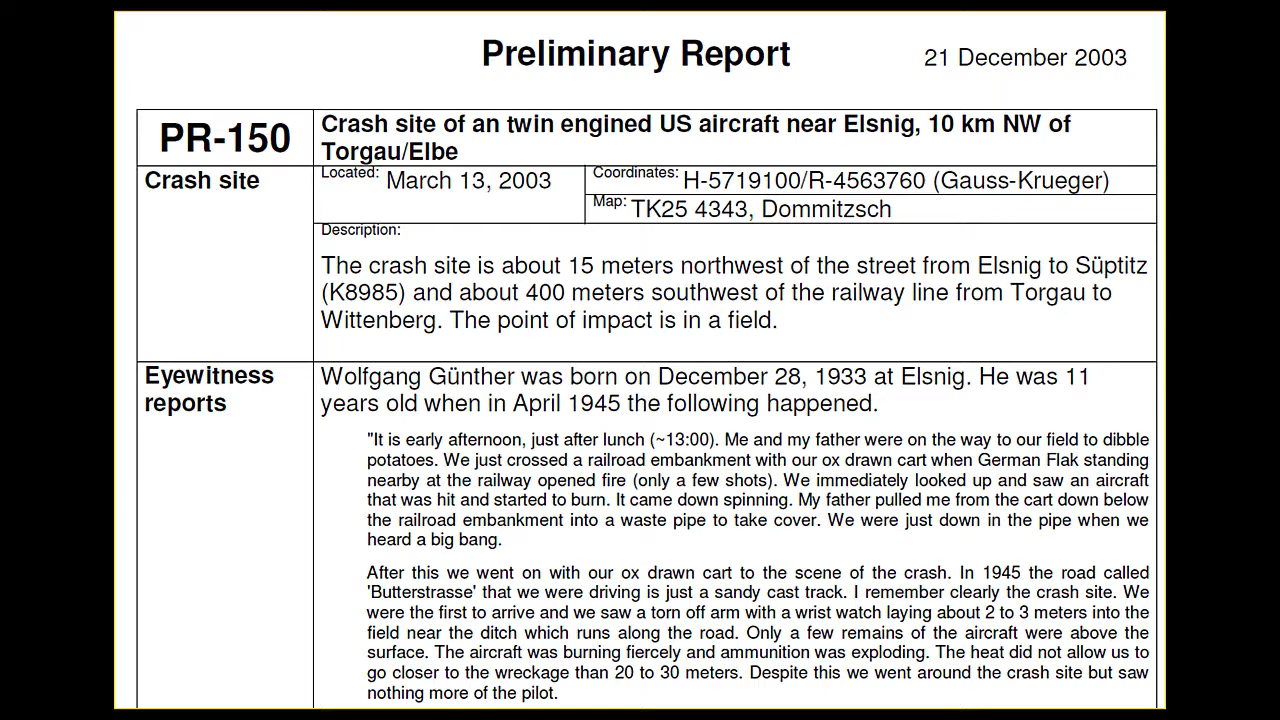 Preliminary Report
21 December 2003
PR-150
Crash site of an twin engined US aircraft near Elsnig, 10 km NW of
Torgau/Elbe
Crash site
Located: March 13, 2003
Coordinates: H-5719100/R-4563760 (Gauss-Krueger)
Map: TK25 4343, Dommitzsch
Description:
The crash site is about 15 meters northwest of the street from Elsnig to Süptitz
(K8985) and about 400 meters southwest of the railway line from Torgau to
Wittenberg. The point of impact is in a field.
Eyewitness
reports
Wolfgang Günther was born on December 28, 1933 at Elsnig. He was 11
years old when in April 1945 the following happened.
"It is early afternoon, just after lunch (~13:00). Me and my father were on the way to our field to dibble
potatoes. We just crossed a railroad embankment with our ox drawn cart when German Flak standing
nearby at the railway opened fire (only a few shots). We immediately looked up and saw an aircraft
that was hit and started to burn. It came down spinning. My father pulled me from the cart down below
the railroad embankment into a waste pipe to take cover. We were just down in the pipe when we
heard a big bang.
After this we went on with our ox drawn cart to the scene of the crash. In 1945 the road called
'Butterstrasse' that we were driving is just a sandy cast track. I remember clearly the crash site. We
were the first to arrive and we saw a torn off arm with a wrist watch laying about 2 to 3 meters into the
field near the ditch which runs along the road. Only a few remains of the aircraft were above the
surface. The aircraft was burning fiercely and ammunition was exploding. The heat did not allow us to
go closer to the wreckage than 20 to 30 meters. Despite this we went around the crash site but saw
nothing more of the pilot.